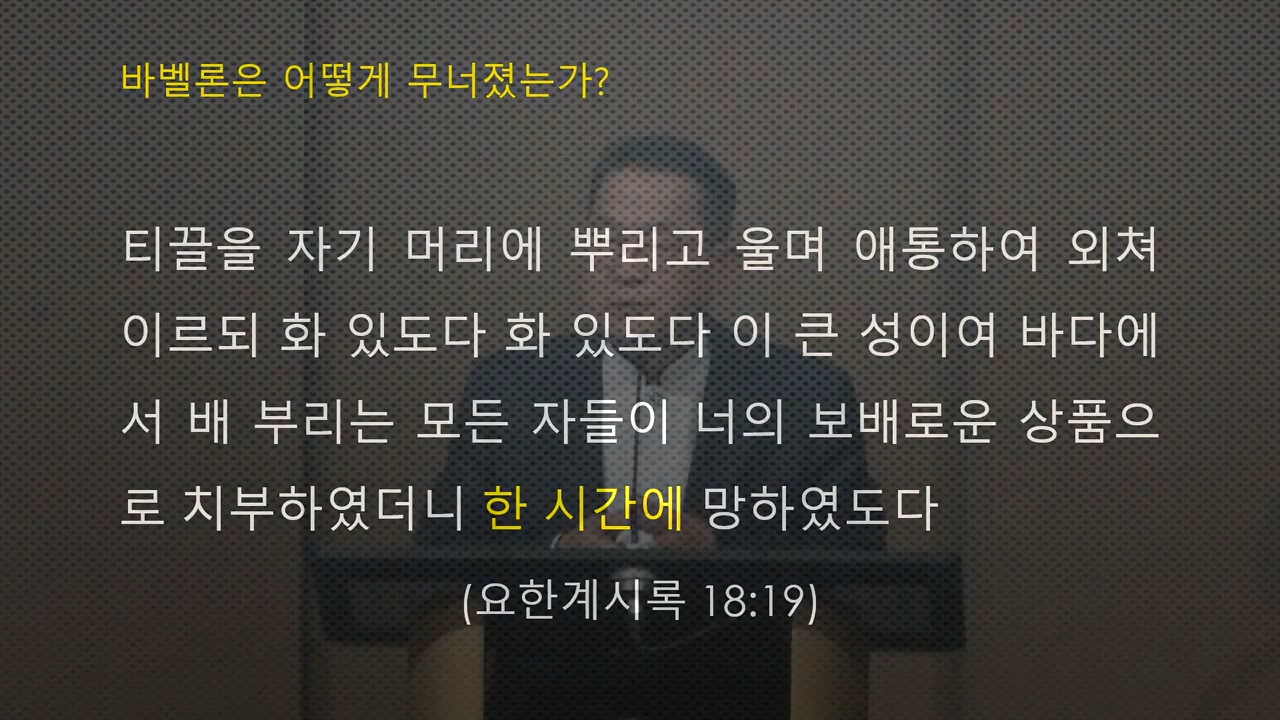 바벨론은 어떻게 무너졌는가?
티끌을 자기 머리에 뿌리고 울며 애통하여 외쳐
이르되 화 있도다 화 있도다 이 큰 성이여 바다에
서 배 부리는 모든 자들이 너의 보배로운 상품으
로 치부하였더니 한 시간에 망하였도다
(요한계시록 18:19)